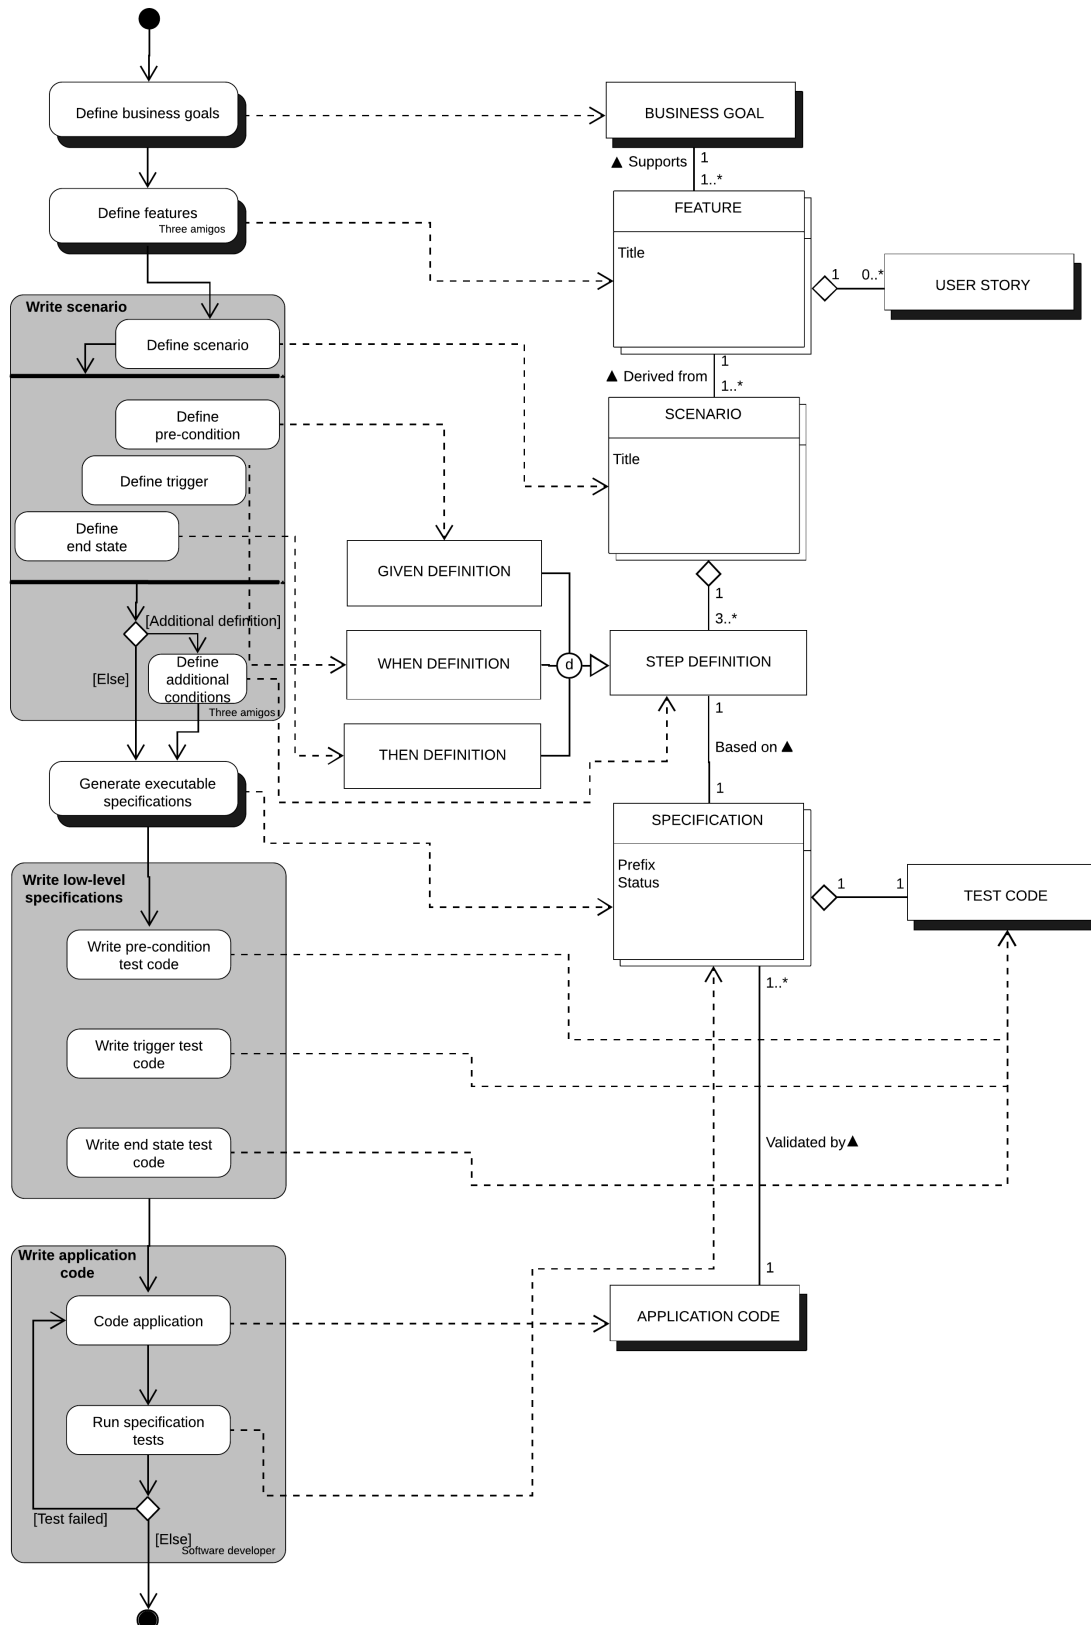 Define business goals
BUSINESS GOAL
▲ Supports
1
1..*
Define features
Three amigos
FEATURE
Title
1
0..*
USER STORY
Write scenario
Define scenario
1
▲ Derived from
1..*
SCENARIO
Title
Define
pre-condition
Define trigger
Define
end state
GIVEN DEFINITION
1
3..*
[Additional definition]
WHEN DEFINITION
d
STEP DEFINITION
[Else]
Define
additional
conditions
Three amigos
THEN DEFINITION
1
Based on ▲
1
Generate executable
specifications
SPECIFICATION
Prefix
Status
1
1
TEST CODE
Write low-level
specifications
Write pre-condition
test code
1..*
Write trigger test
code
Write end state test
code
Validated by▲
1
Write application
code
Code application
APPLICATION CODE
Run specification
tests
[Test failed]
[Else]
Software developer